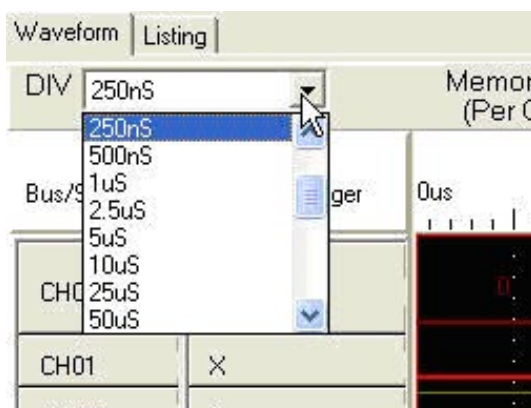 Waveform Listing
DIV 250nS Memor
(Per
250nS
500nS
1uS
2.5uS
5uS
10uS
25uS
50uS
Bus/S ger 0us
CH0
CH01 X